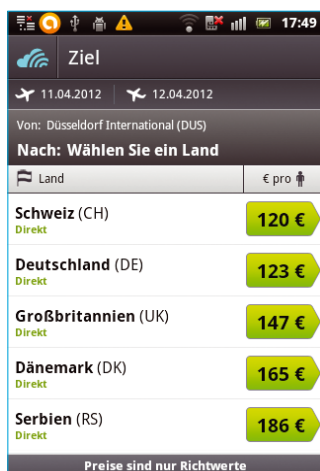 17:49
Ziel
11.04.2012 12.04.2012
Von: Düsseldorf International (DUS)
Nach: Wählen Sie ein Land
Land € pro
Schweiz (CH) 120 €
Direkt
Deutschland (DE) 123 €
Direkt
Großbritannien (UK) 147 €
Direkt
Dänemark (DK) 165 €
Direkt
Serbien (RS) 186 €
Direkt
Preise sind nur Richtwerte